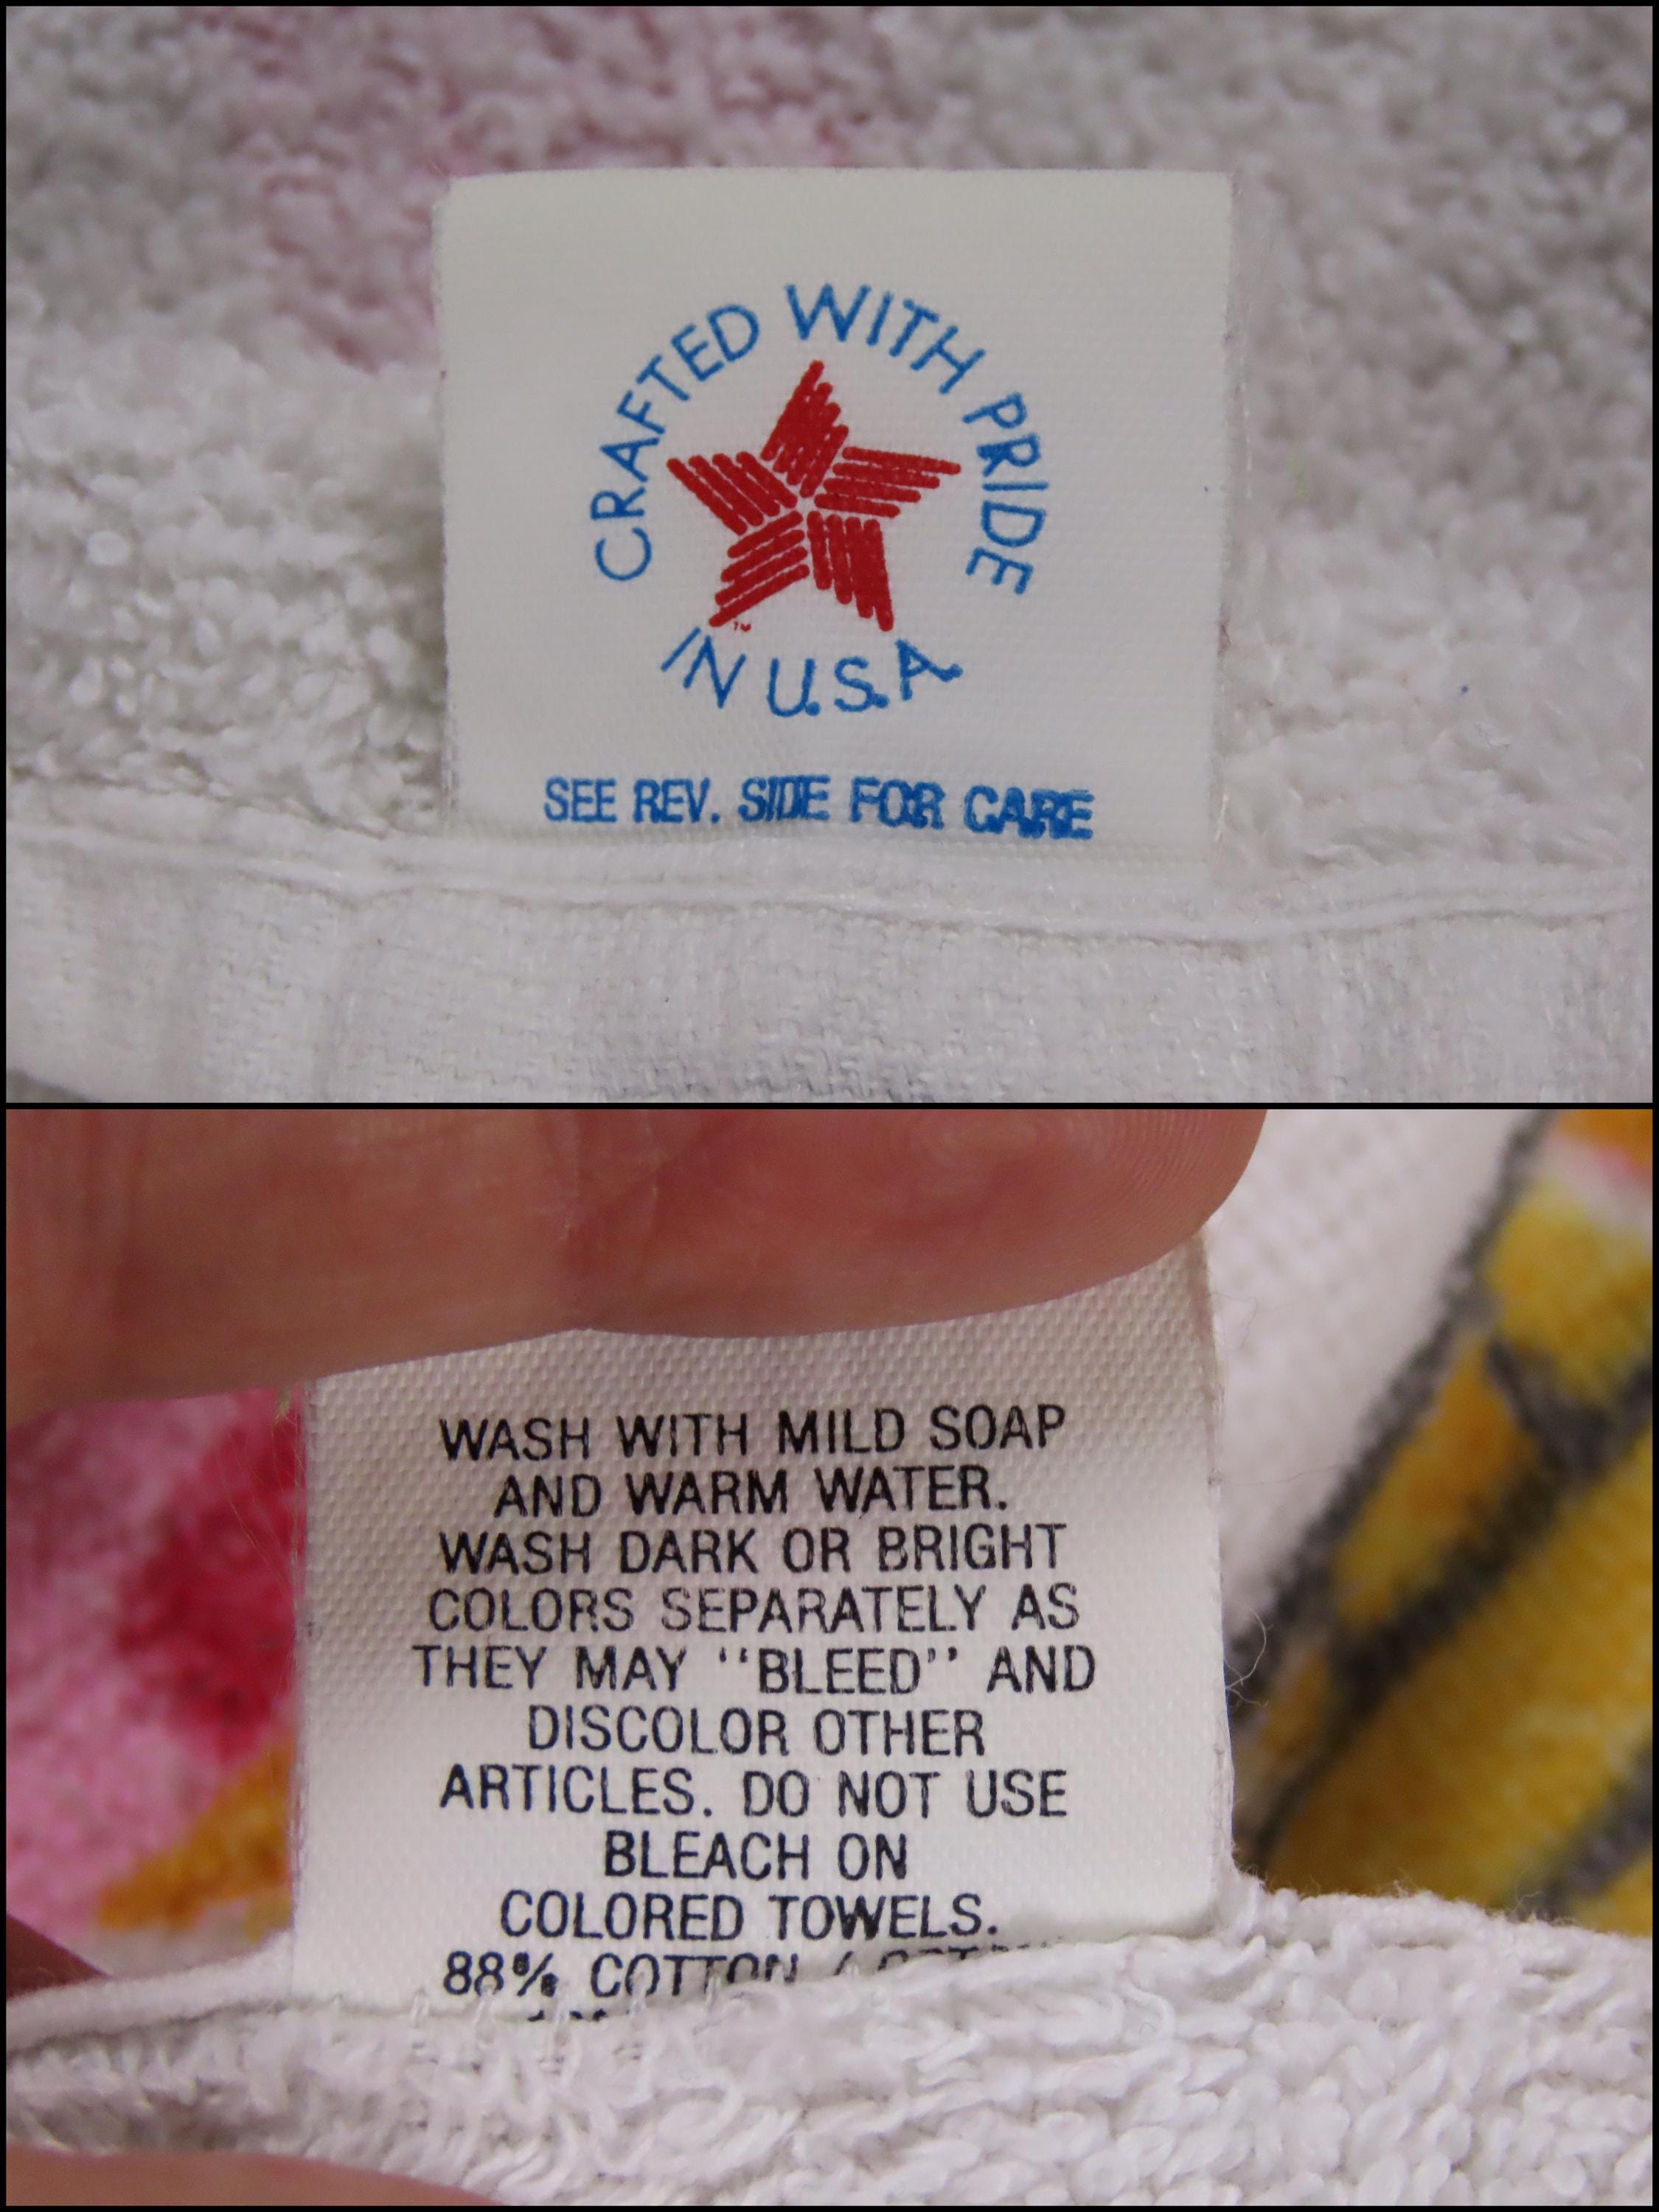 CRAFTED WITH PRIDE
™
IN U.S.A
SEE REV. SIDE FOR CARE
WASH WITH MILD SOAP
AND WARM WATER.
WASH DARK OR BRIGHT
COLORS SEPARATELY AS
THEY MAY "BLEED" AND
DISCOLOR OTHER
ARTICLES. DO NOT USE
BLEACH ON
COLORED TOWELS.
88% COTTON /